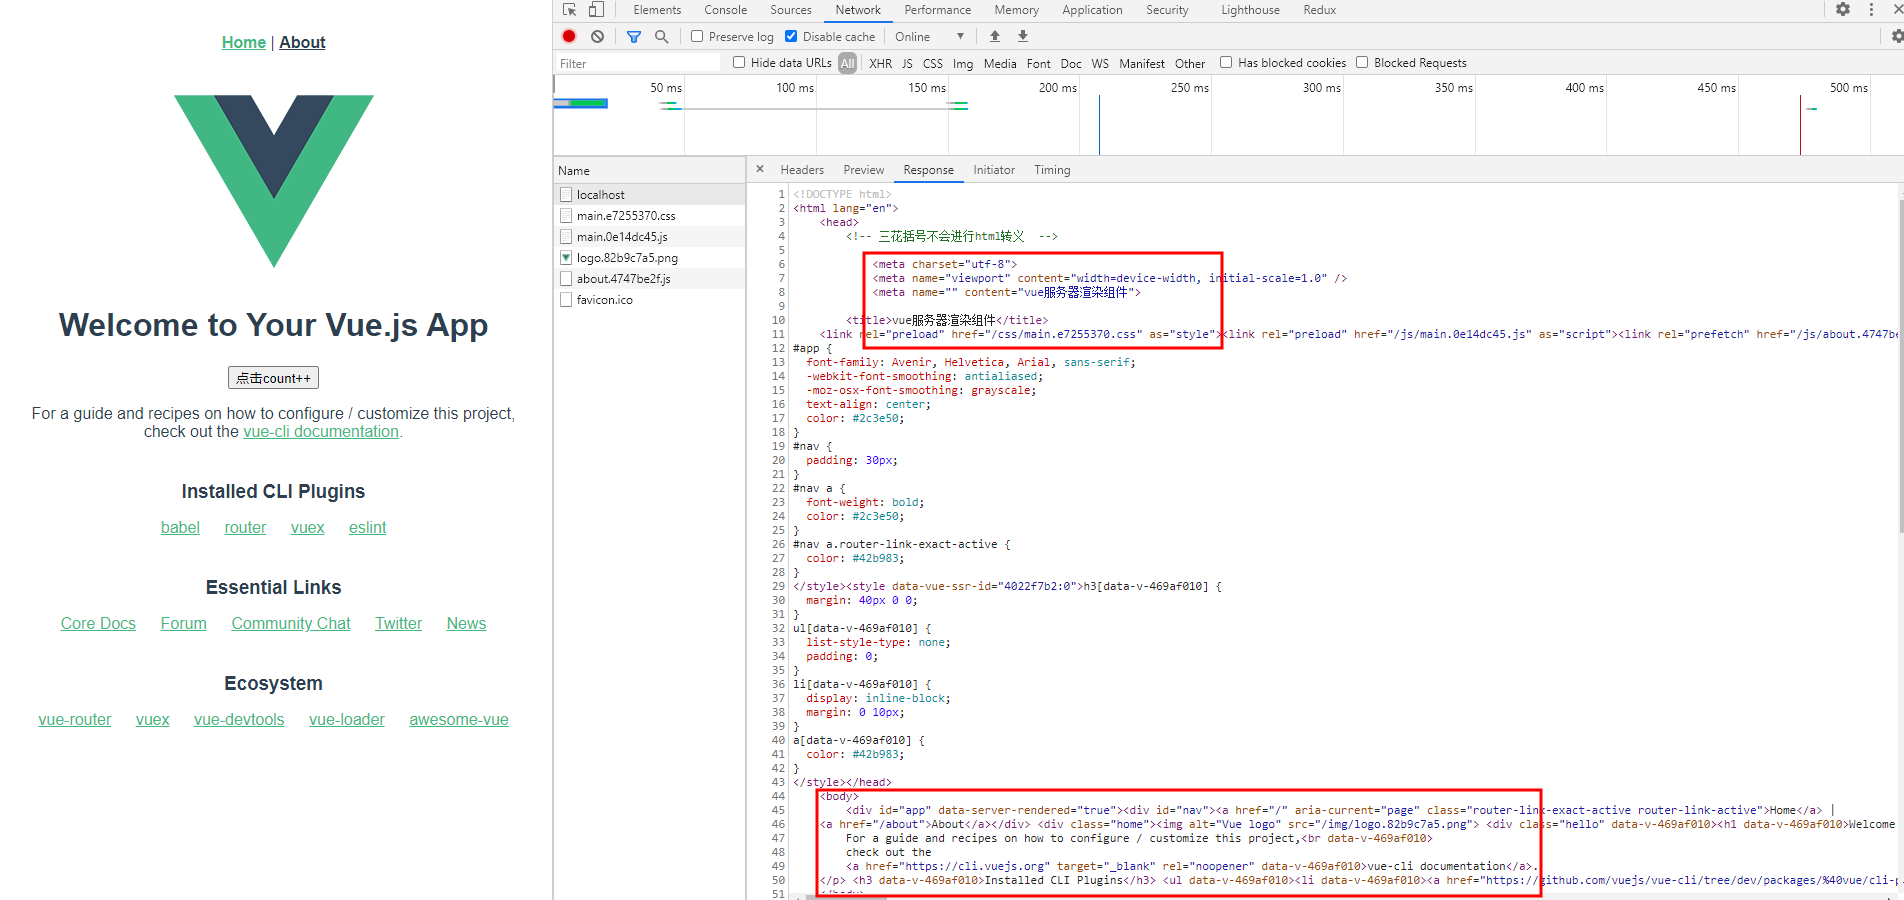 Home | About
Welcome to Your Vue.js App
点击count++
For a guide and recipes on how to configure / customize this project,
check out the vue-cli documentation.
Installed CLI Plugins
babel router vuex eslint
Essential Links
Core Docs Forum Community Chat Twitter News
Ecosystem
vue-router vuex vue-devtools vue-loader awesome-vue
Elements Console Sources Network Performance Memory Application Security Lighthouse Redux
Preserve log Disable cache Online
Filter Hide data URLs All XHR JS CSS Img Media Font Doc WS Manifest Other Has blocked cookies Blocked Requests
50 ms 100 ms 150 ms 200 ms 250 ms 300 ms 350 ms 400 ms 450 ms 500 ms
Name
localhost
main.e7255370.css
main.0e14dc45.js
logo.82b9c7a5.png
about.4747be2f.js
favicon.ico
× Headers Preview Response Initiator Timing
1 <!DOCTYPE html>
2 <html lang="en">
3 <head>
4 <!-- 三花括号不会进行html转义 -->
5
6 <meta charset="utf-8">
7 <meta name="viewport" content="width=device-width, initial-scale=1.0" />
8 <meta name="" content="vue服务器渲染组件">
9
10 <title>vue服务器渲染组件</title>
11 <link rel="preload" href="/css/main.e7255370.css" as="style"><link rel="preload" href="/js/main.0e14dc45.js" as="script"><link rel="prefetch" href="/js/about.4747be
12 #app {
13 font-family: Avenir, Helvetica, Arial, sans-serif;
14 -webkit-font-smoothing: antialiased;
15 -moz-osx-font-smoothing: grayscale;
16 text-align: center;
17 color: #2c3e50;
18 }
19 #nav {
20 padding: 30px;
21 }
22 #nav a {
23 font-weight: bold;
24 color: #2c3e50;
25 }
26 #nav a.router-link-exact-active {
27 color: #42b983;
28 }
29 </style><style data-vue-ssr-id="4022f7b2:0">h3[data-v-469af010] {
30 margin: 40px 0 0;
31 }
32 ul[data-v-469af010] {
33 list-style-type: none;
34 padding: 0;
35 }
36 li[data-v-469af010] {
37 display: inline-block;
38 margin: 0 10px;
39 }
40 a[data-v-469af010] {
41 color: #42b983;
42 }
43 </style></head>
44 <body>
45 <div id="app" data-server-rendered="true"><div id="nav"><a href="/" aria-current="page" class="router-link-exact-active router-link-active">Home</a> |
46 <a href="/about">About</a></div> <div class="home"><img alt="Vue logo" src="/img/logo.82b9c7a5.png"> <div class="hello" data-v-469af010><h1 data-v-469af010>Welcome
47 For a guide and recipes on how to configure / customize this project,<br data-v-469af010>
48 check out the
49 <a href="https://cli.vuejs.org" target="_blank" rel="noopener" data-v-469af010>vue-cli documentation</a>.
50 </p> <h3 data-v-469af010>Installed CLI Plugins</h3> <ul data-v-469af010><li data-v-469af010><a href="https://github.com/vuejs/vue-cli/tree/dev/packages/%40vue/cli-p
51